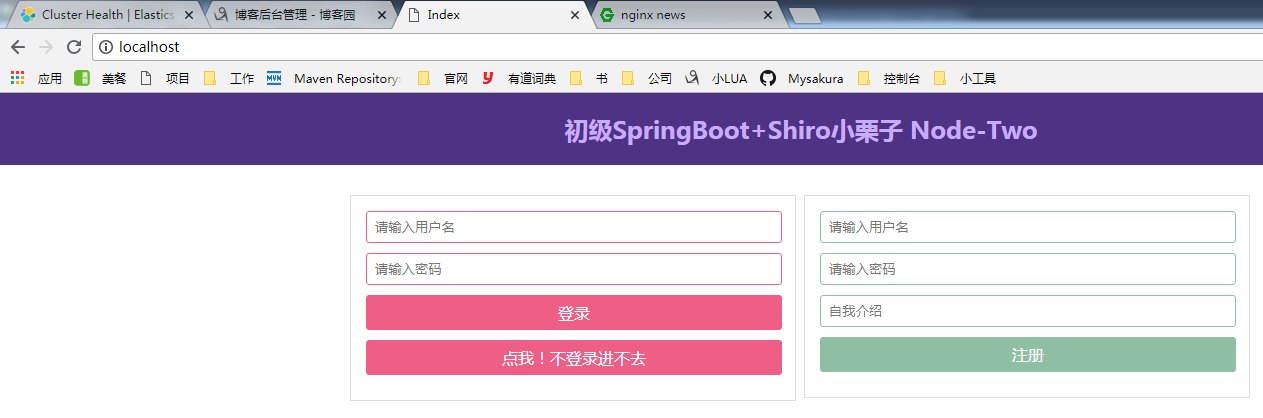 Cluster Health | Elastics
博客后台管理 - 博客园
Index
nginx news
localhost
应用 美餐 项目 工作 Maven Repository: 官网 有道词典 书 公司 小LUA Mysakura 控制台 小工具
初级SpringBoot+Shiro小栗子 Node-Two
请输入用户名
请输入密码
登录
点我！不登录进不去
请输入用户名
请输入密码
自我介绍
注册